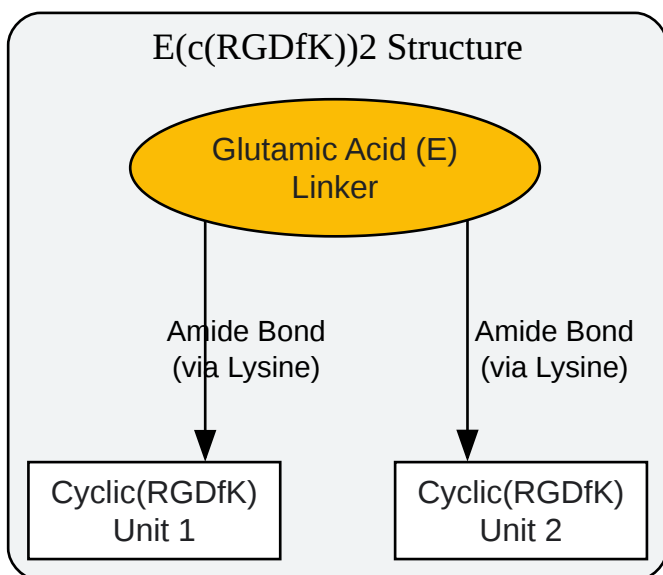 E(c(RGDfK))2 Structure
Glutamic Acid (E)
Linker
Amide Bond
(via Lysine)
Amide Bond
(via Lysine)
Cyclic(RGDfK)
Unit 1
Cyclic(RGDfK)
Unit 2